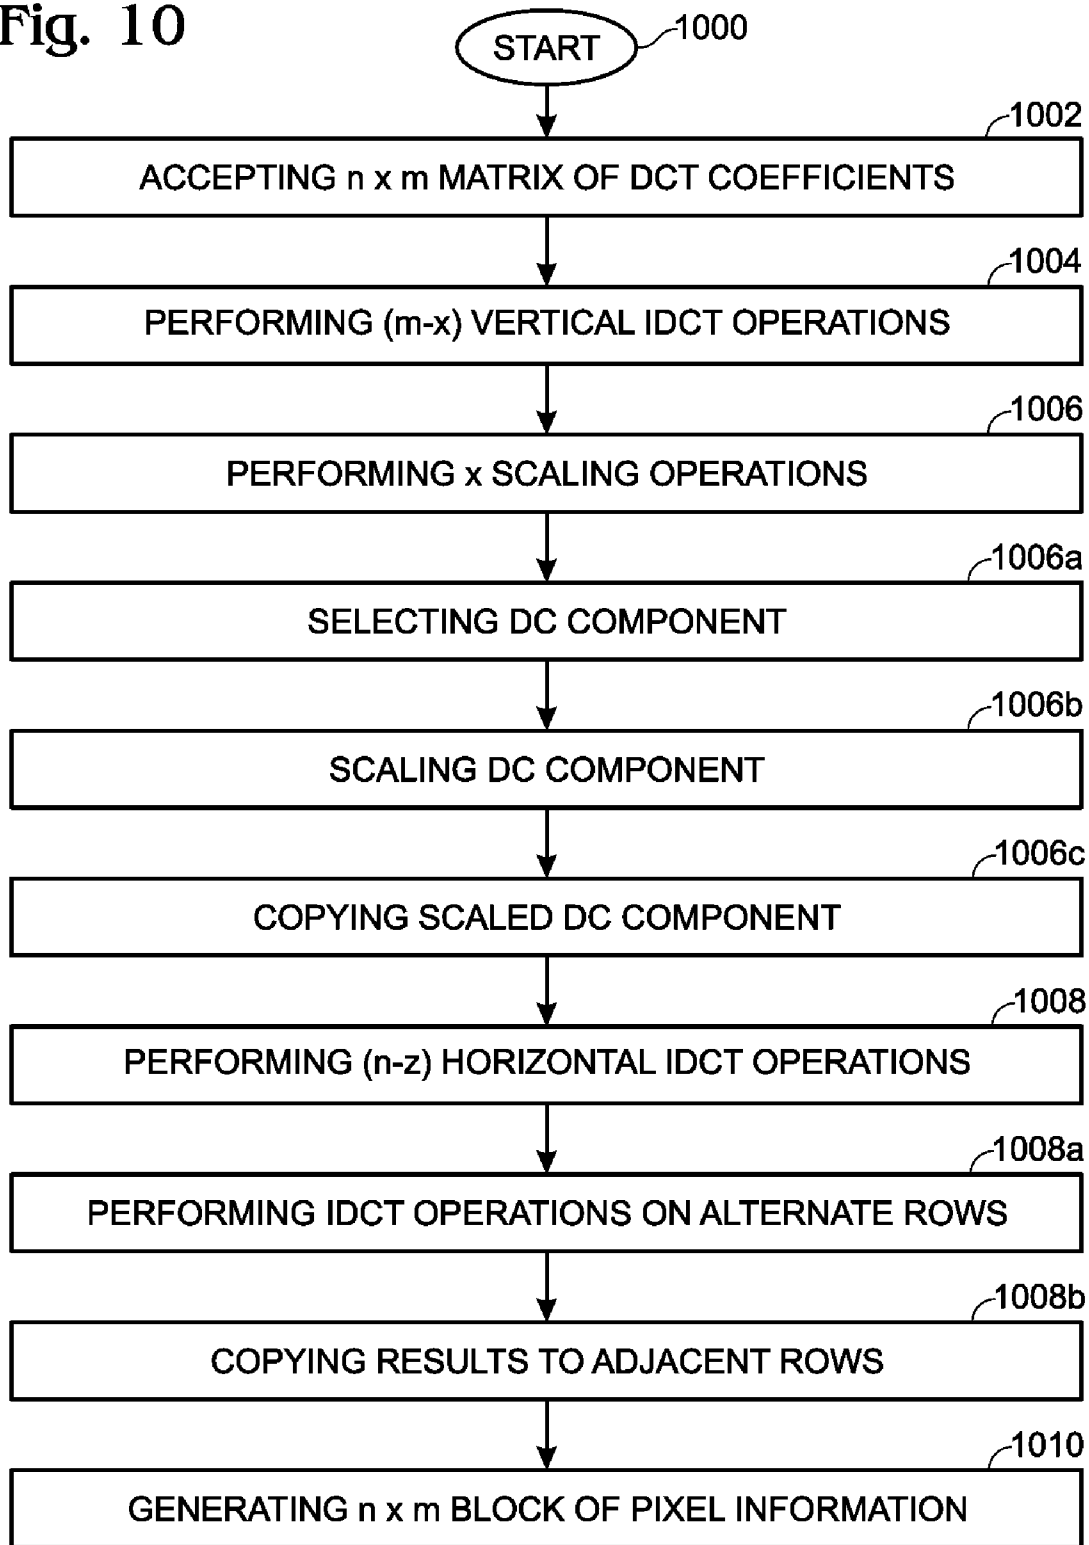 Fig. 10
START
1000
1002
ACCEPTING n x m MATRIX OF DCT COEFFICIENTS
1004
PERFORMING (m-x) VERTICAL IDCT OPERATIONS
1006
PERFORMING x SCALING OPERATIONS
1006a
SELECTING DC COMPONENT
1006b
SCALING DC COMPONENT
1006c
COPYING SCALED DC COMPONENT
1008
PERFORMING (n-z) HORIZONTAL IDCT OPERATIONS
1008a
PERFORMING IDCT OPERATIONS ON ALTERNATE ROWS
1008b
COPYING RESULTS TO ADJACENT ROWS
1010
GENERATING n x m BLOCK OF PIXEL INFORMATION